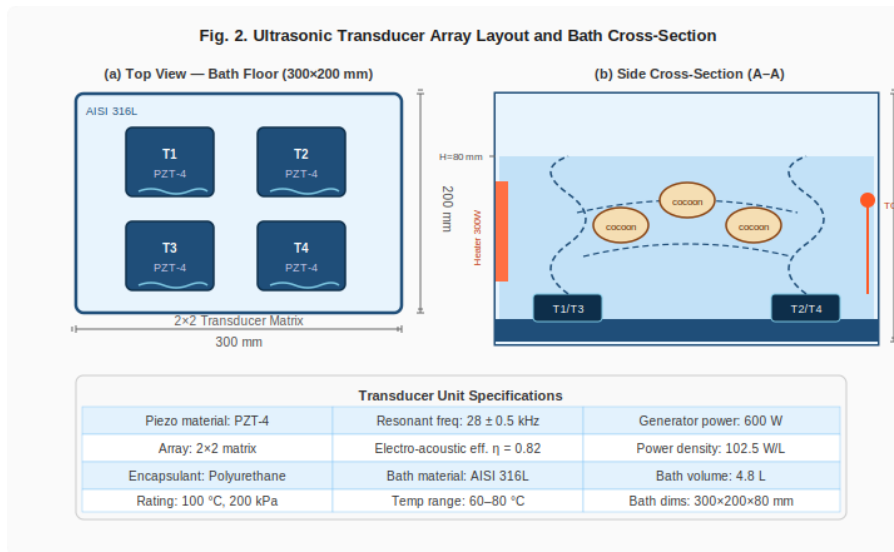 Fig. 2. Ultrasonic Transducer Array Layout and Bath Cross-Section
(a) Top View — Bath Floor (300×200 mm)
AISI 316L
T1
PZT-4
T2
PZT-4
T3
PZT-4
T4
PZT-4
2×2 Transducer Matrix
300 mm
200 mm
(b) Side Cross-Section (A–A)
H=80 mm
Heater 300W
cocoon
cocoon
cocoon
T1/T3
T2/T4
Transducer Unit Specifications
Piezo material: PZT-4
Resonant freq: 28 ± 0.5 kHz
Generator power: 600 W
Array: 2×2 matrix
Electro-acoustic eff. η = 0.82
Power density: 102.5 W/L
Encapsulant: Polyurethane
Bath material: AISI 316L
Bath volume: 4.8 L
Rating: 100 °C, 200 kPa
Temp range: 60–80 °C
Bath dims: 300×200×80 mm